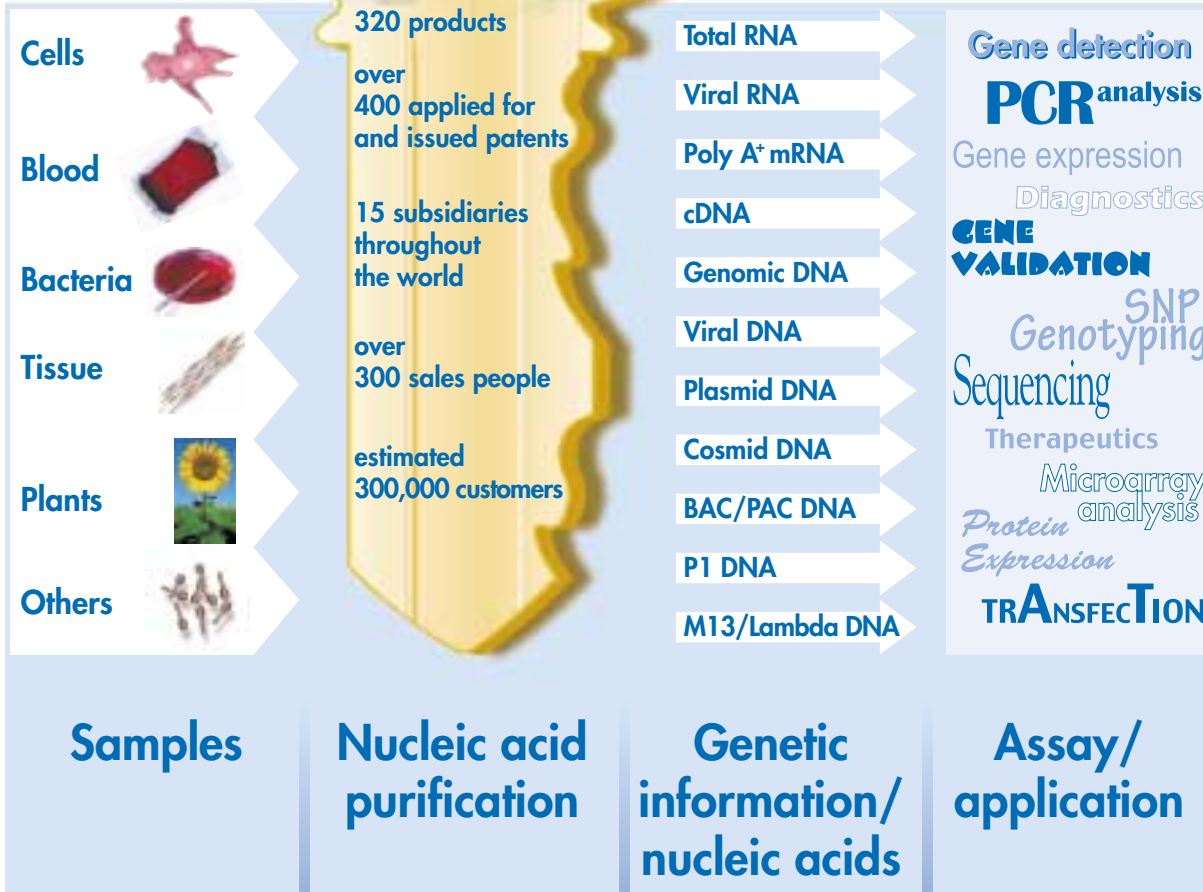 Cells
Blood
Bacteria
Tissue
Plants
Others
320 products
over
400 applied for
and issued patents
15 subsidiaries
throughout
the world
over
300 sales people
estimated
300,000 customers
Total RNA
Viral RNA
Poly A⁺ mRNA
cDNA
Genomic DNA
Viral DNA
Plasmid DNA
Cosmid DNA
BAC/PAC DNA
P1 DNA
M13/Lambda DNA
Gene detection
PCR analysis
Gene expression
Diagnostics
GENE
VALIDATION
SNP
Genotyping
Sequencing
Therapeutics
Microarray
analysis
Protein
Expression
TRANSFECTION
Samples
Nucleic acid
purification
Genetic
information/
nucleic acids
Assay/
application